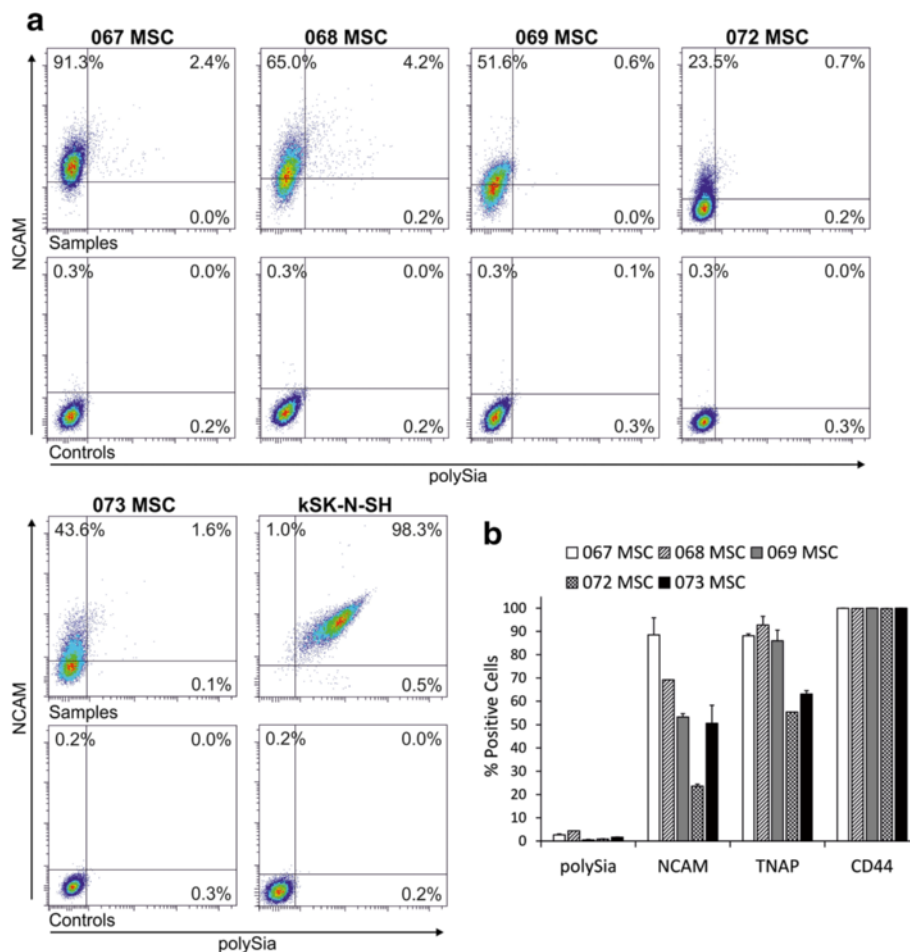 a
067 MSC 068 MSC 069 MSC 072 MSC
91.3% 2.4% 65.0% 4.2% 51.6% 0.6% 23.5% 0.7%
0.0% 0.2% 0.0% 0.2%
Samples
0.3% 0.0% 0.3% 0.0% 0.3% 0.1% 0.3% 0.0%
0.2% 0.2% 0.3% 0.3%
Controls
NCAM
polySia
073 MSC kSK-N-SH
43.6% 1.6% 1.0% 98.3%
0.1% 0.5%
Samples
0.2% 0.0% 0.2% 0.0%
0.3% 0.2%
Controls
NCAM
polySia
b
067 MSC 068 MSC 069 MSC
072 MSC 073 MSC
% Positive Cells
100
90
80
70
60
50
40
30
20
10
0
polySia NCAM TNAP CD44